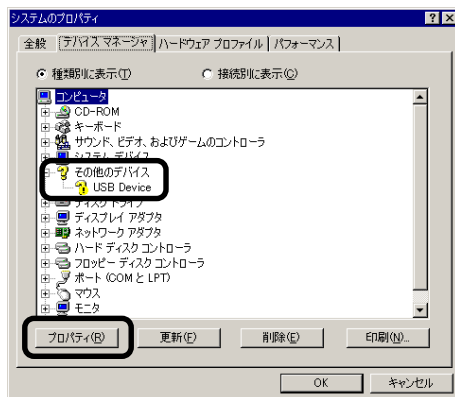 システムのプロパティ
全般 デバイス マネージャ ハードウェア プロファイル パフォーマンス
種類別に表示(T) 接続別に表示(C)
コンピュータ
CD-ROM
キーボード
サウンド、ビデオ、およびゲームのコントローラ
システム デバイス
その他のデバイス
USB Device
ディスク ドライブ
ディスプレイ アダプタ
ネットワーク アダプタ
ハード ディスク コントローラ
フロッピー ディスク コントローラ
ポート (COM と LPT)
マウス
モニタ
プロパティ(R) 更新(F) 削除(E) 印刷(N)...
OK キャンセル